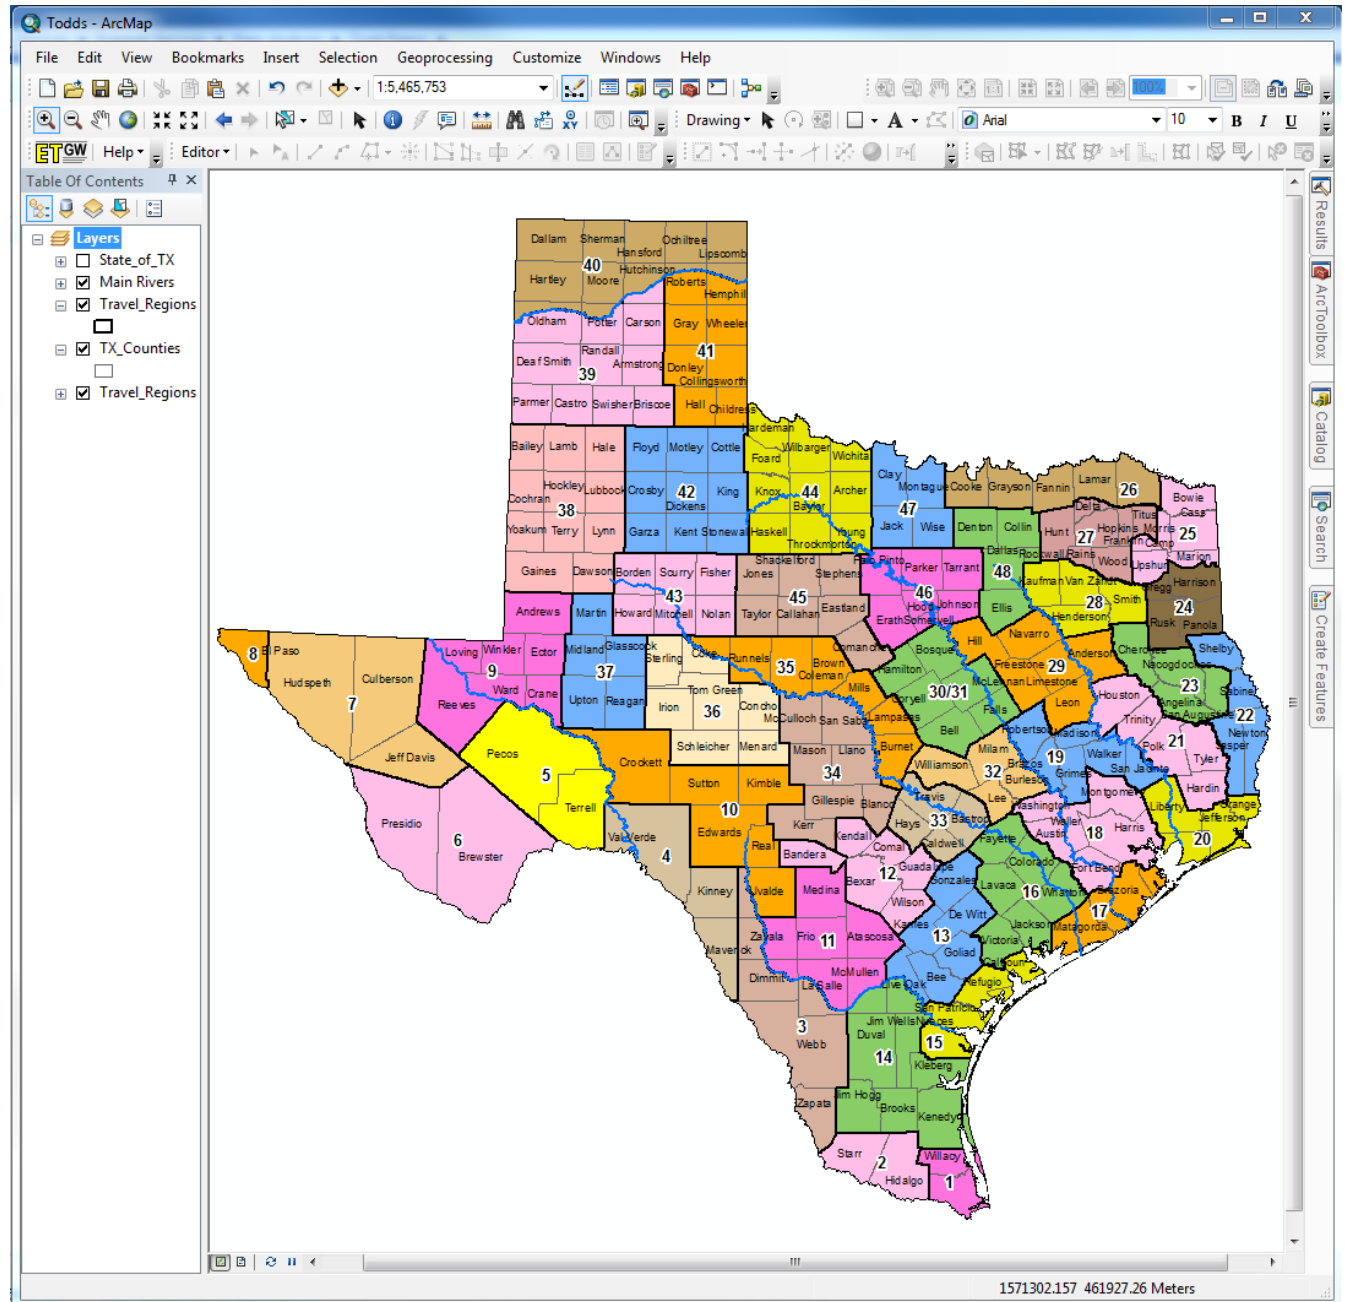 Todds - ArcMap
File Edit View Bookmarks Insert Selection Geoprocessing Customize Windows Help
1:5,465,753 100%
Drawing Arial 10 B I U
ET GW Help Editor
Table Of Contents
Layers
State_of_TX
Main Rivers
Travel_Regions
TX_Counties
Travel_Regions
Results
ArcToolbox
Catalog
Search
Create Features
Dallam Sherman Hansford Ochiltree Lipscomb
40
Hartley Moore Hutchinson Roberts Hemphill
Oldham Potter Carson Gray Wheeler
41
Deaf Smith Randall Armstrong Donley Collingsworth
39
Parmer Castro Swisher Briscoe Hall Childress
Hardeman
Bailey Lamb Hale Floyd Motley Cottle Foard Wilbarger Wichita
Clay Montague Cooke Grayson Fannin Lamar 26 Bowie
Cochran Hockley Lubbock Crosby 42 Dickens King Knox 44 Baylor Archer 47
38
Delta Titus Cass 25
Yoakum Terry Lynn Garza Kent Stonewall Haskell Throckmorton Young Jack Wise Denton Collin Hunt 27 Hopkins Franklin Morris Camp
Dallas Rockwall Rains Wood Upshur Marion
Gaines Dawson Borden Scurry Fisher Jones Shackelford Stephens Palo Pinto Parker Tarrant 48 Kaufman Van Zandt Smith Gregg Harrison
43 45 46 28 24
Andrews Martin Howard Mitchell Nolan Taylor Callahan Eastland Erath Hood Somervell Johnson Ellis Henderson Rusk Panola
8 El Paso
Hudspeth Culberson Loving Winkler Ector Midland Glasscock Sterling Coke Runnels Coleman Brown Comanche Hamilton Bosque Hill Navarro Anderson Cherokee Nacogdoches Shelby
7 9 37 35 29 23
Reeves Ward Crane Upton Reagan Irion Tom Green Concho McCulloch San Saba Mills Lampasas Coryell McLennan Limestone Freestone Leon Houston Angelina San Augustine Sabine
36 30/31 22
Bell Falls Robertson Madison Trinity Polk Newton Jasper
Jeff Davis Pecos Crockett Schleicher Menard Mason Llano Burnet Williamson Milam Brazos Burleson Grimes Walker San Jacinto Tyler Hardin
5 34 32 19 21
Terrell Sutton Kimble Gillespie Blanco Travis Lee Washington Montgomery Liberty Orange Jefferson
10 33 18 20
Presidio 6 Brewster Val Verde 4 Edwards Real Kerr Kendall Hays Bastrop Caldwell Fayette Austin Waller Harris
Bandera Comal Guadalupe Gonzales Colorado Fort Bend
12
Kinney Uvalde Medina Bexar Wilson Lavaca 16 Wharton Brazoria
17
Maverick Zavala Frio 11 Atascosa Karnes De Witt 13 Goliad Victoria Jackson Matagorda
Dimmit La Salle McMullen Live Oak Bee Refugio Calhoun
San Patricio
3 Webb Duval Jim Wells Nueces
14 15
Kleberg
Zapata Jim Hogg Brooks Kenedy
Starr 2 Hidalgo Willacy
1
1571302.157 461927.26 Meters